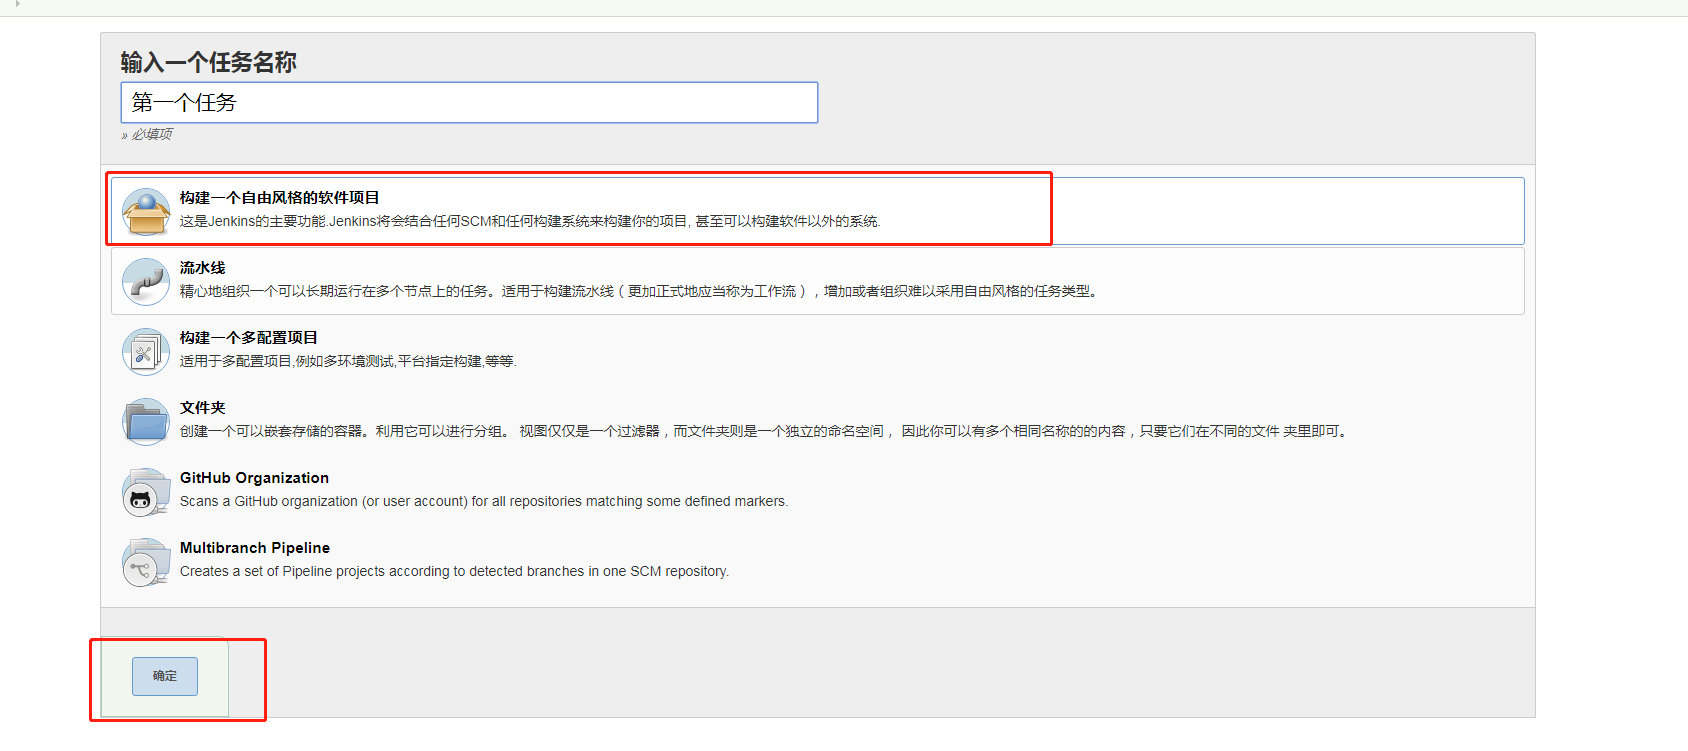 输入一个任务名称
第一个任务
» 必填项
构建一个自由风格的软件项目
这是Jenkins的主要功能.Jenkins将会结合任何SCM和任何构建系统来构建你的项目, 甚至可以构建软件以外的系统.
流水线
精心地组织一个可以长期运行在多个节点上的任务。适用于构建流水线（更加正式地应当称为工作流），增加或者组织难以采用自由风格的任务类型。
构建一个多配置项目
适用于多配置项目,例如多环境测试,平台指定构建,等等.
文件夹
创建一个可以嵌套存储的容器。利用它可以进行分组。 视图仅仅是一个过滤器，而文件夹则是一个独立的命名空间， 因此你可以有多个相同名称的的内容，只要它们在不同的文件 夹里即可。
GitHub Organization
Scans a GitHub organization (or user account) for all repositories matching some defined markers.
Multibranch Pipeline
Creates a set of Pipeline projects according to detected branches in one SCM repository.
确定